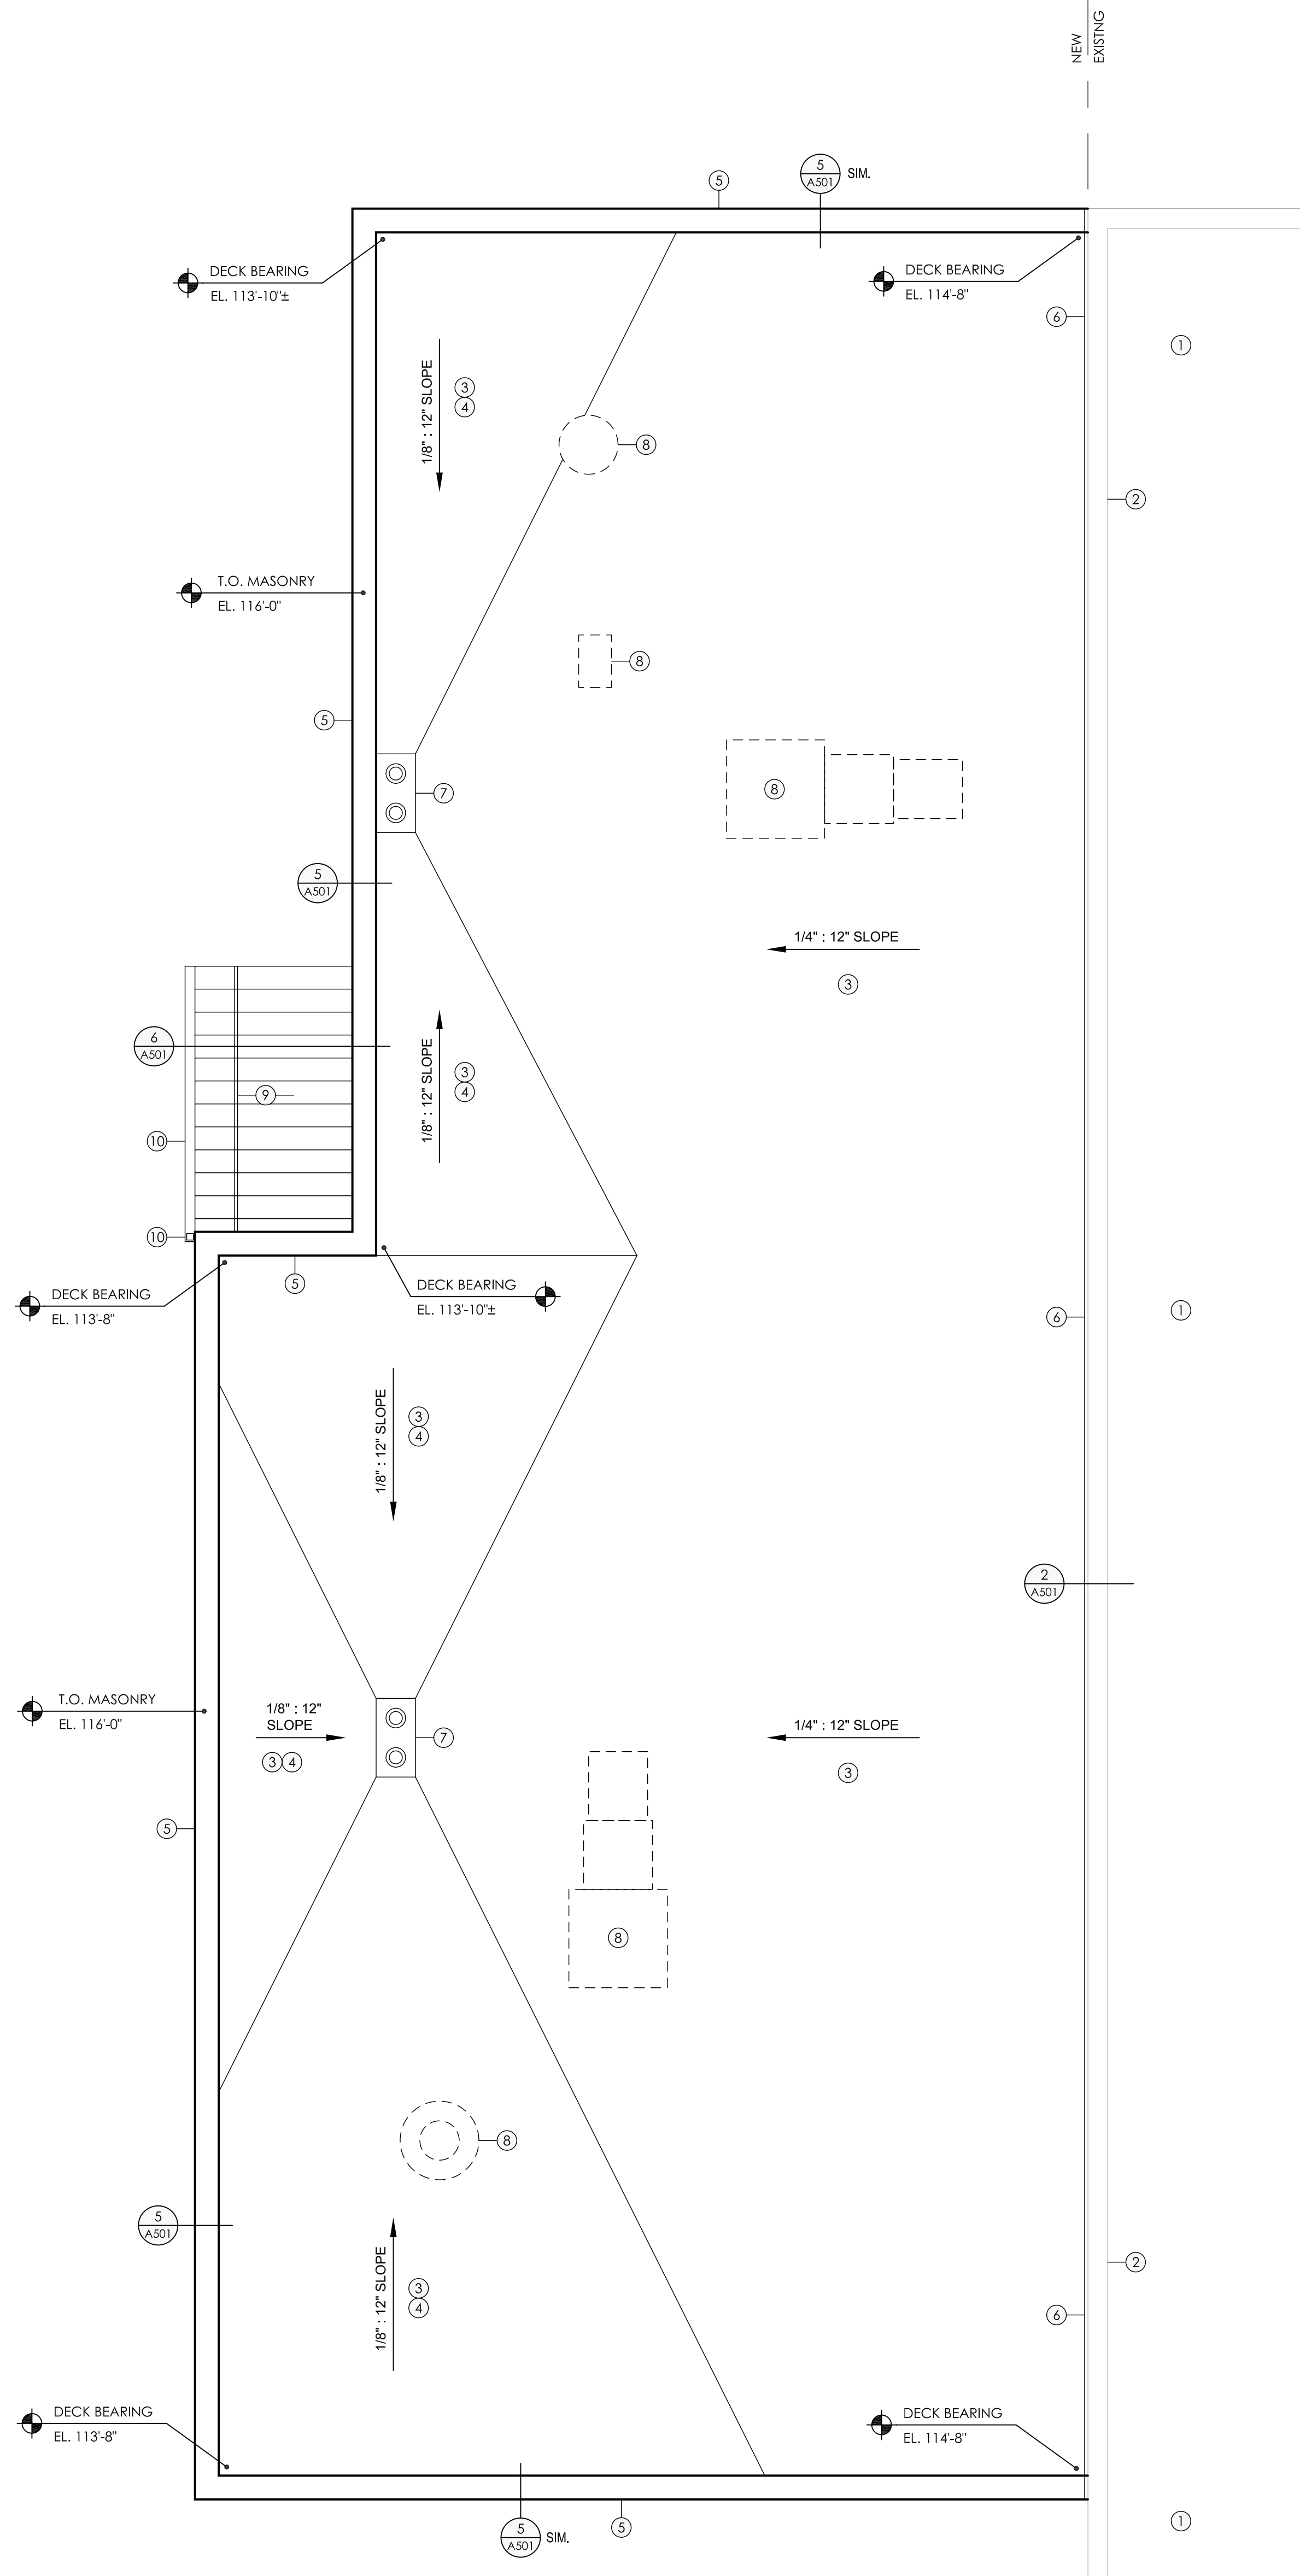 NEW
EXISTNG
5
A501
SIM.
5
DECK BEARING
EL. 113'-10"±
DECK BEARING
EL. 114'-8"
6
1
1/8" : 12" SLOPE
3
4
8
2
T.O. MASONRY
EL. 116'-0"
8
5
8
7
5
A501
1/4" : 12" SLOPE
3
6
A501
1/8" : 12" SLOPE
3
4
9
10
10
DECK BEARING
EL. 113'-8"
5
DECK BEARING
EL. 113'-10"±
6
1
1/8" : 12" SLOPE
3
4
2
A501
T.O. MASONRY
EL. 116'-0"
1/8" : 12"
SLOPE
3 4
7
1/4" : 12" SLOPE
3
5
8
8
5
A501
1/8" : 12" SLOPE
3
4
2
6
DECK BEARING
EL. 113'-8"
DECK BEARING
EL. 114'-8"
5
A501
SIM.
5
1